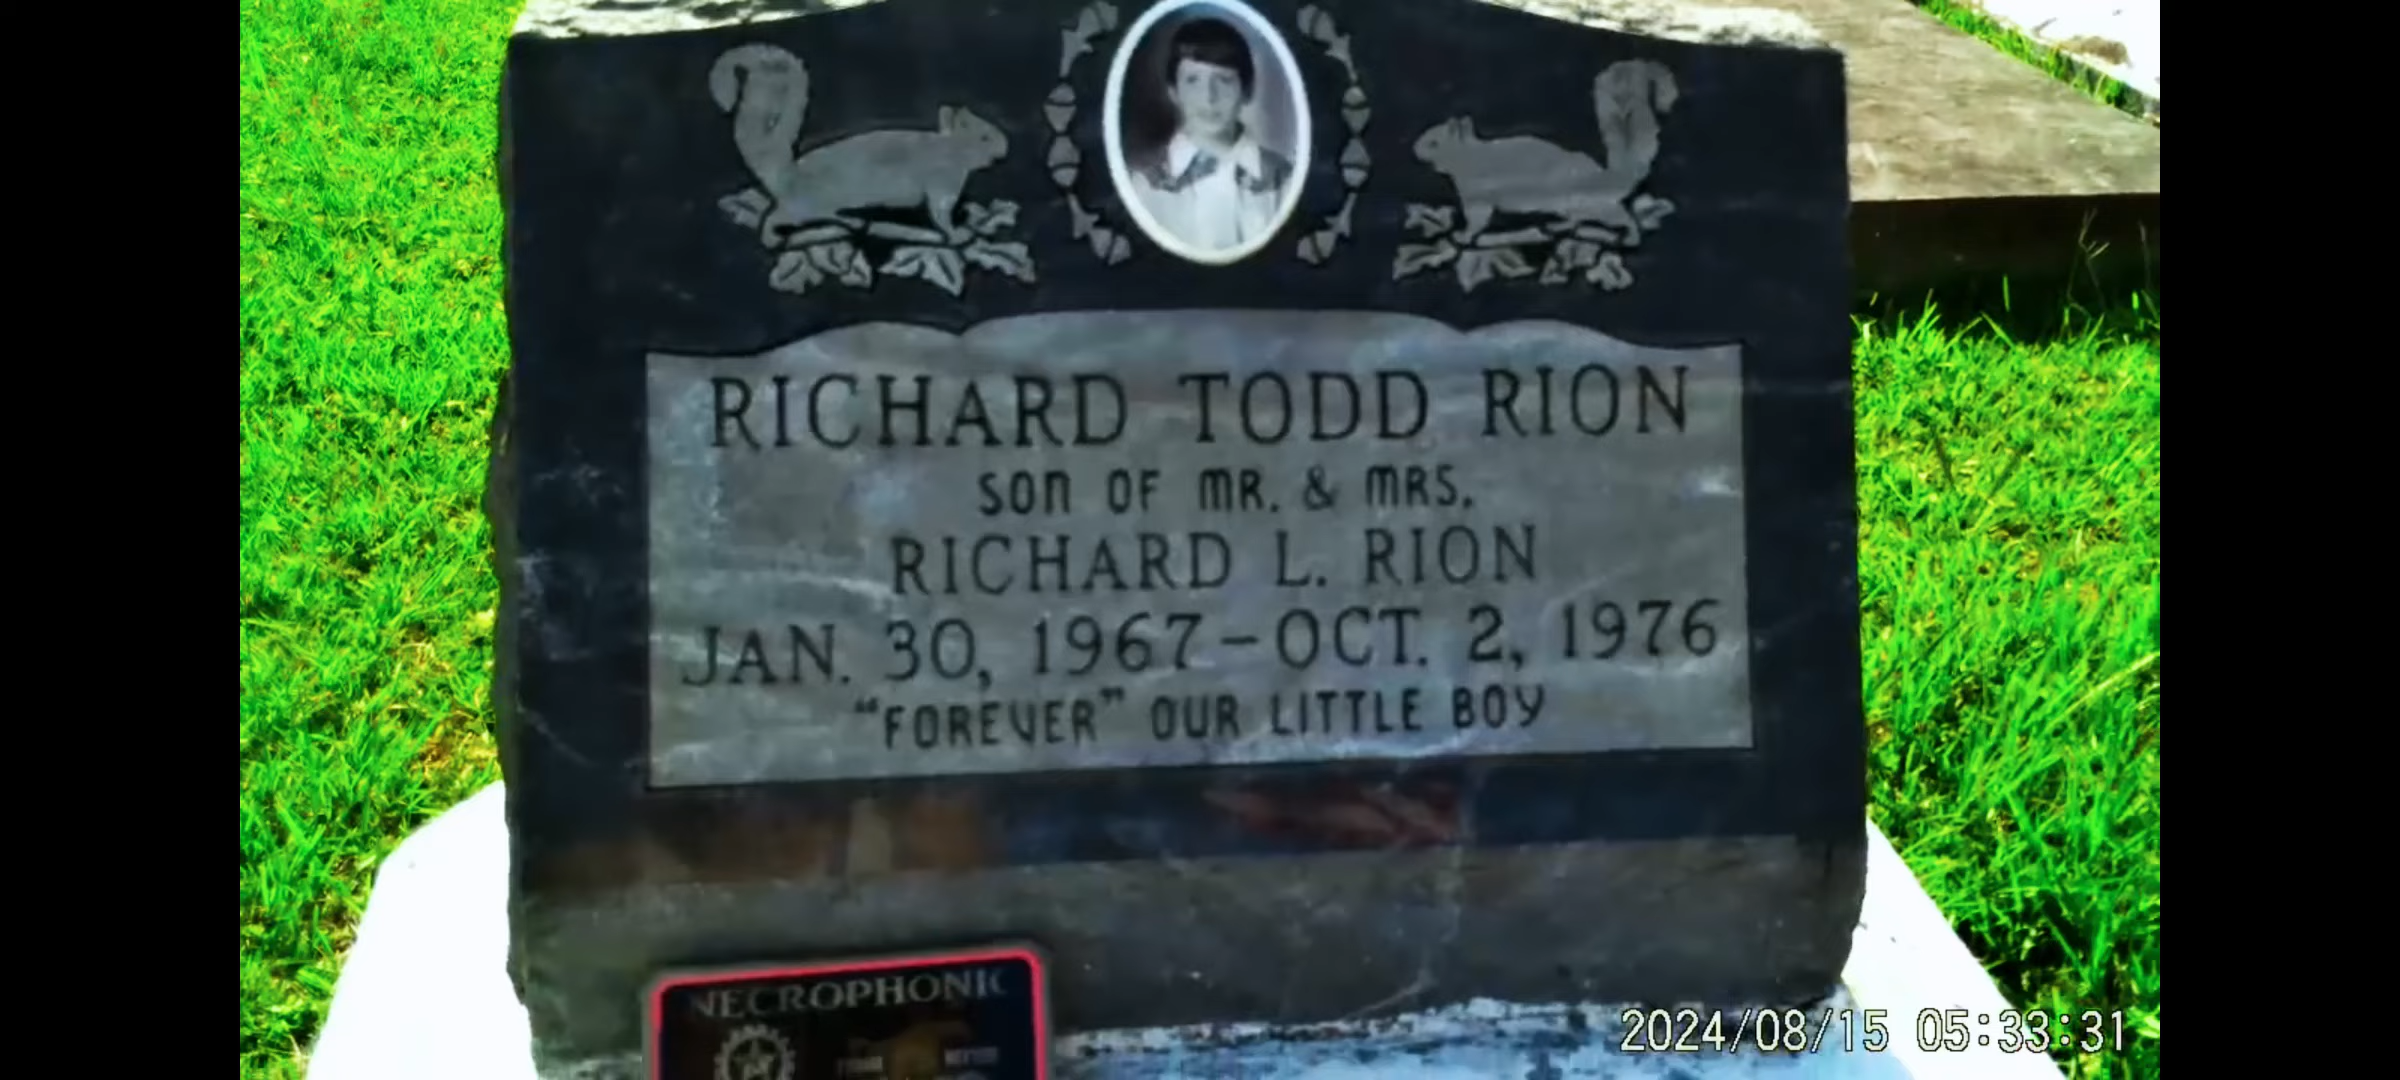 RICHARD TODD RION
SON OF MR. & MRS.
RICHARD L. RION
JAN. 30, 1967-OCT. 2, 1976
"FOREVER" OUR LITTLE BOY
NECROPHONIC
2024/08/15 05:33:31